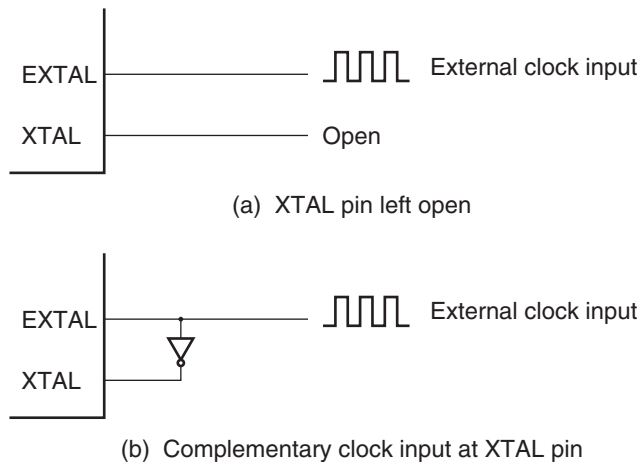 EXTAL
External clock input
XTAL
Open
(a) XTAL pin left open
EXTAL
External clock input
XTAL
(b) Complementary clock input at XTAL pin